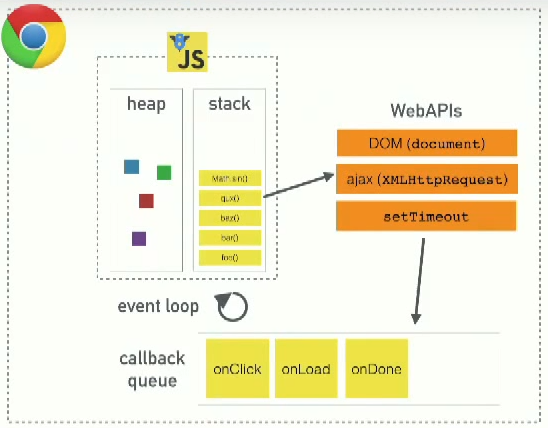 JS
heap
stack
WebAPIs
DOM (document)
ajax (XMLHttpRequest)
setTimeout
Math.sin()
qux()
baz()
bar()
foo()
event loop
callback
queue
onClick
onLoad
onDone